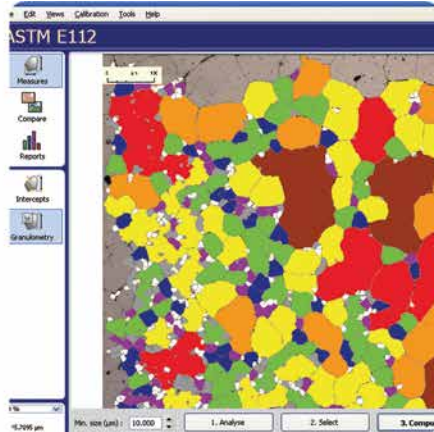 e Edit Views Calibration Tools Help
ASTM E112
Measures
Compare
Reports
Intercepts
Granulometry
Min. size (µm) : 10.000
1. Analyse
2. Select
3. Compu